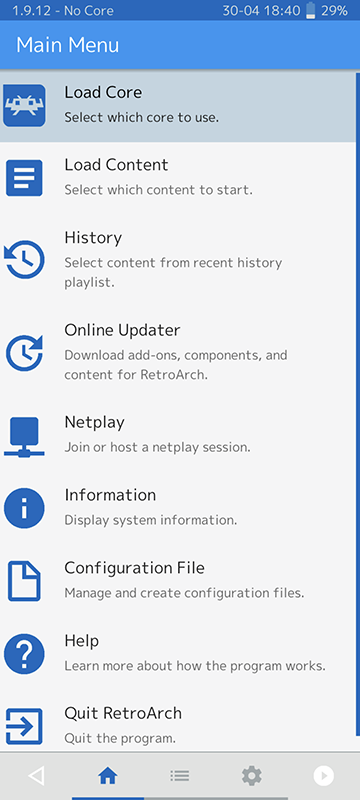 1.9.12 - No Core 30-04 18:40 29%
Main Menu
Load Core
Select which core to use.
Load Content
Select which content to start.
History
Select content from recent history
playlist.
Online Updater
Download add-ons, components, and
content for RetroArch.
Netplay
Join or host a netplay session.
Information
Display system information.
Configuration File
Manage and create configuration files.
Help
Learn more about how the program works.
Quit RetroArch
Quit the program.